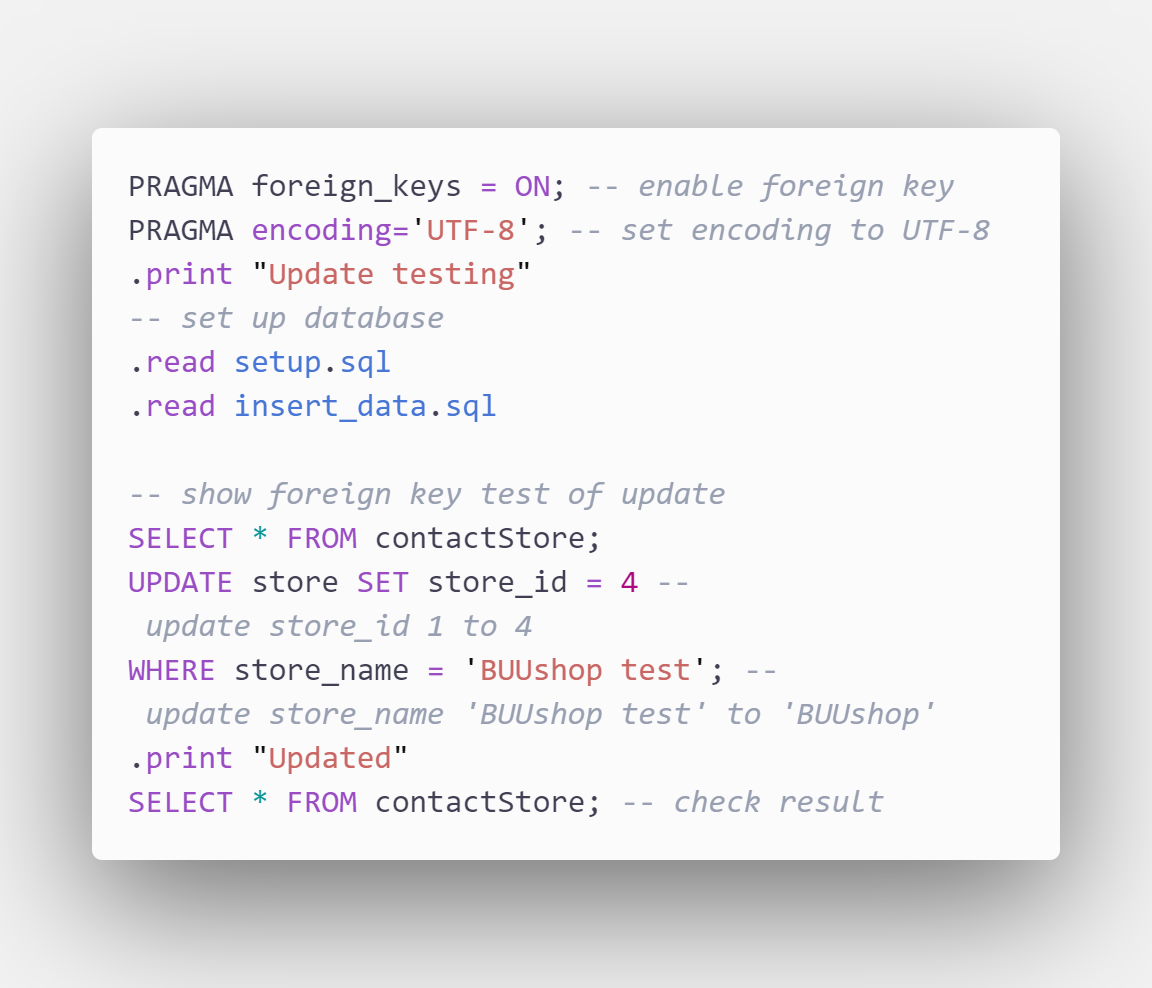 PRAGMA foreign_keys = ON; -- enable foreign key
PRAGMA encoding='UTF-8'; -- set encoding to UTF-8
.print "Update testing"
-- set up database
.read setup.sql
.read insert_data.sql

-- show foreign key test of update
SELECT * FROM contactStore;
UPDATE store SET store_id = 4 --
 update store_id 1 to 4
WHERE store_name = 'BUUshop test'; --
 update store_name 'BUUshop test' to 'BUUshop'
.print "Updated"
SELECT * FROM contactStore; -- check result